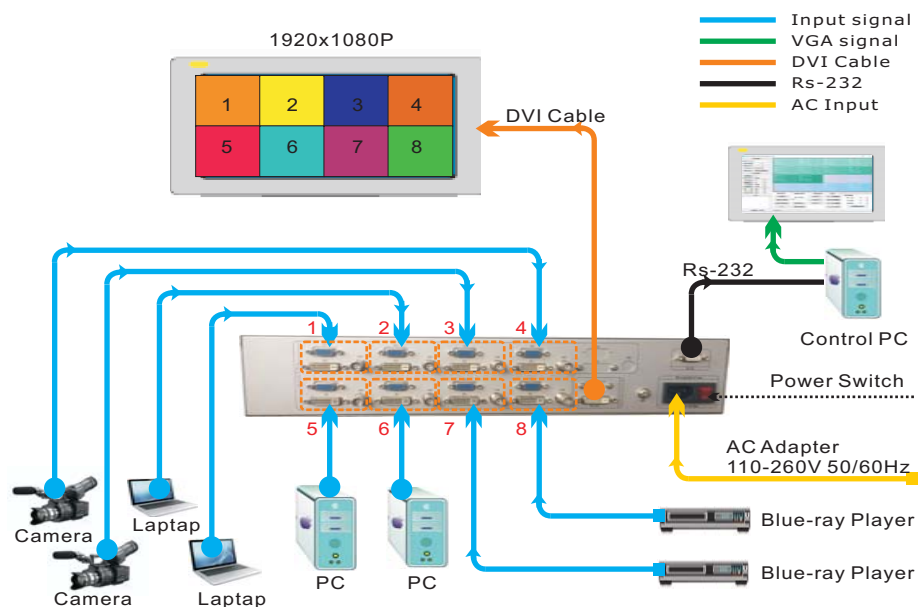 Input signal
VGA signal
DVI Cable
Rs-232
AC Input
1920x1080P
1 2 3 4
5 6 7 8
DVI Cable
Rs-232
Control PC
1 2 3 4
5 6 7 8
Power Switch
AC Adapter
110-260V 50/60Hz
Camera
Laptap
Camera
Laptap
PC
PC
Blue-ray Player
Blue-ray Player